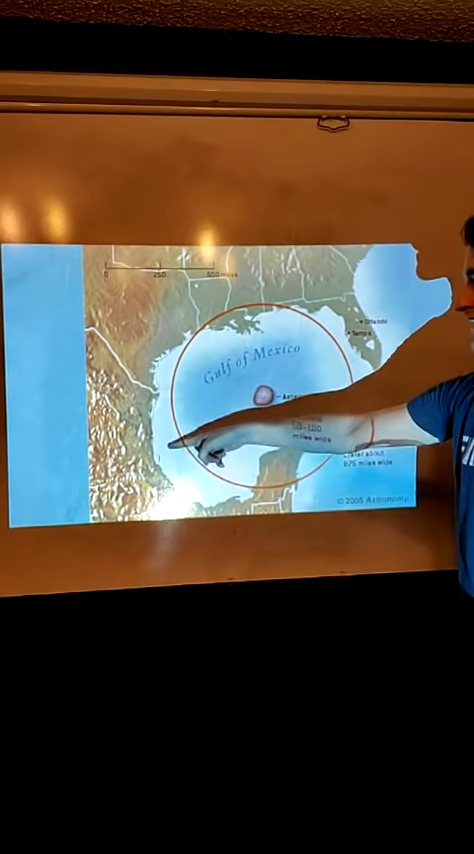 0 250 500 miles
Orlando
Tampa
Gulf of Mexico
50-100
miles wide
Crater about
875 miles wide
© 2005 Astronomy